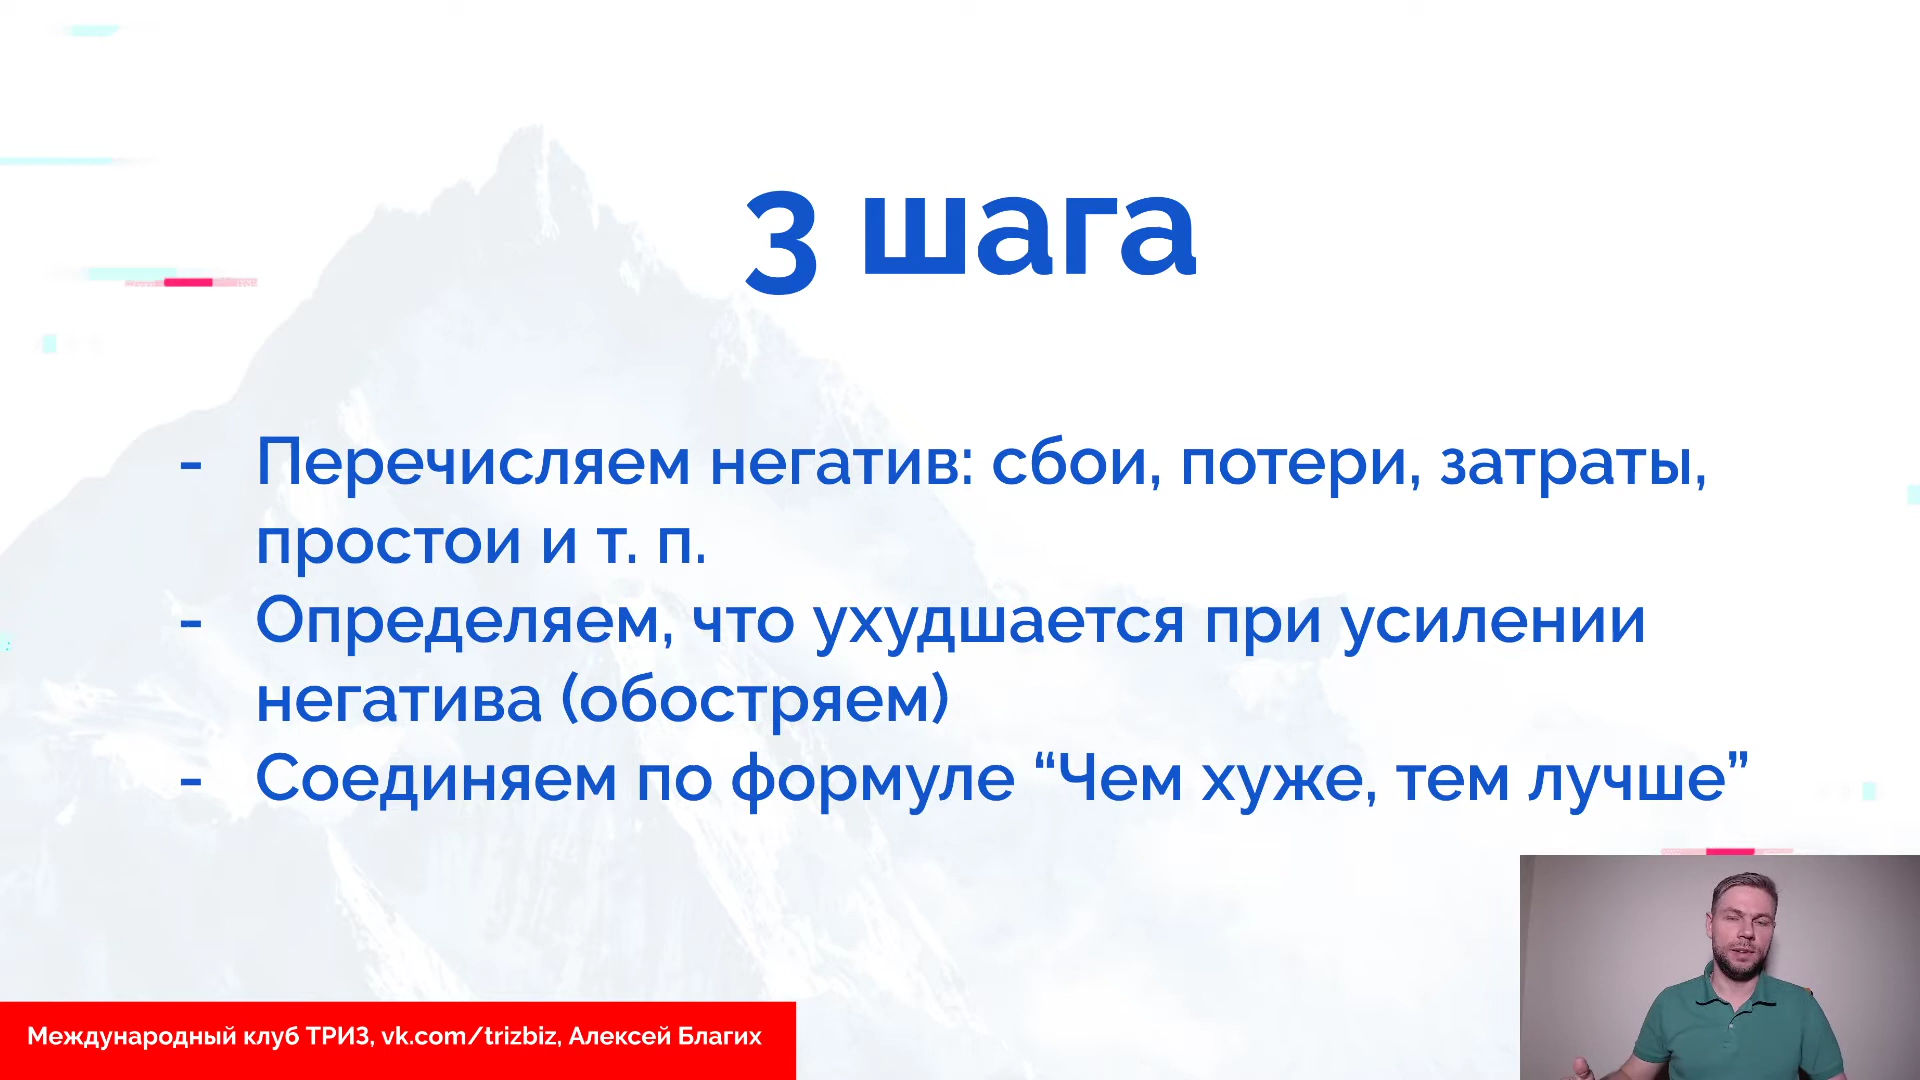 3 шага
- Перечисляем негатив: сбои, потери, затраты,
простои и т. п.
- Определяем, что ухудшается при усилении
негатива (обостряем)
- Соединяем по формуле “Чем хуже, тем лучше”
Международный клуб ТРИЗ, vk.com/trizbiz, Алексей Благих